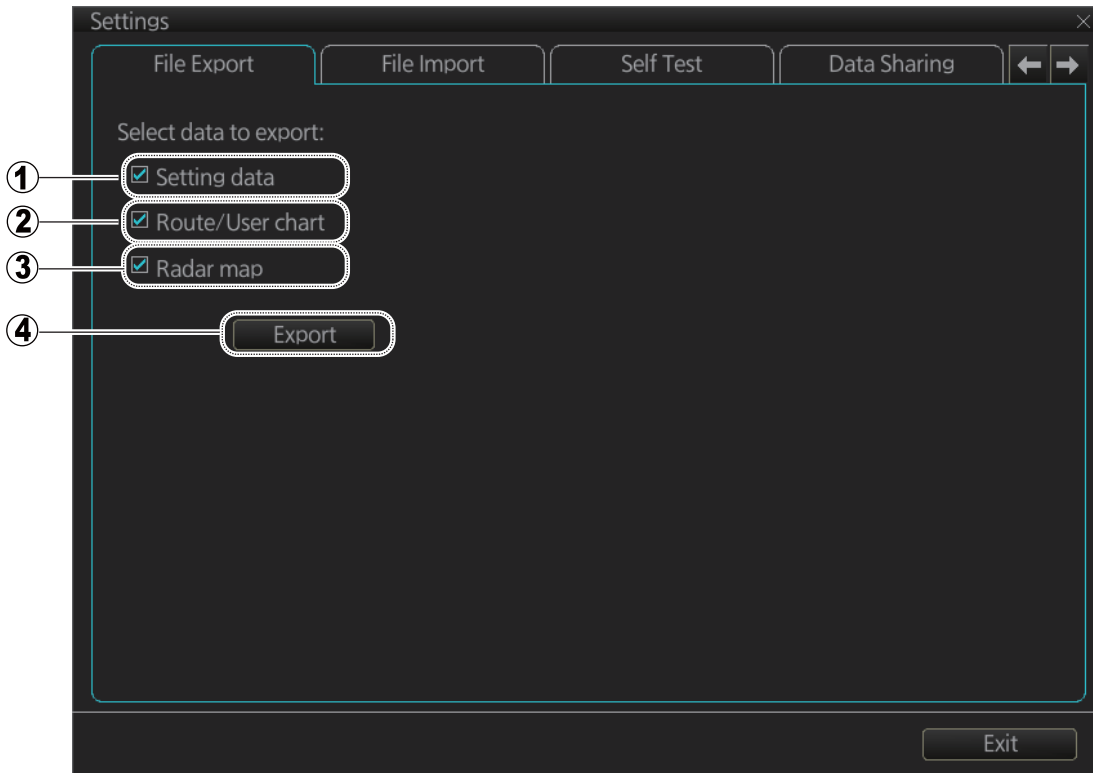 Settings
File Export File Import Self Test Data Sharing
Select data to export:
1 Setting data
2 Route/User chart
3 Radar map
4 Export
Exit